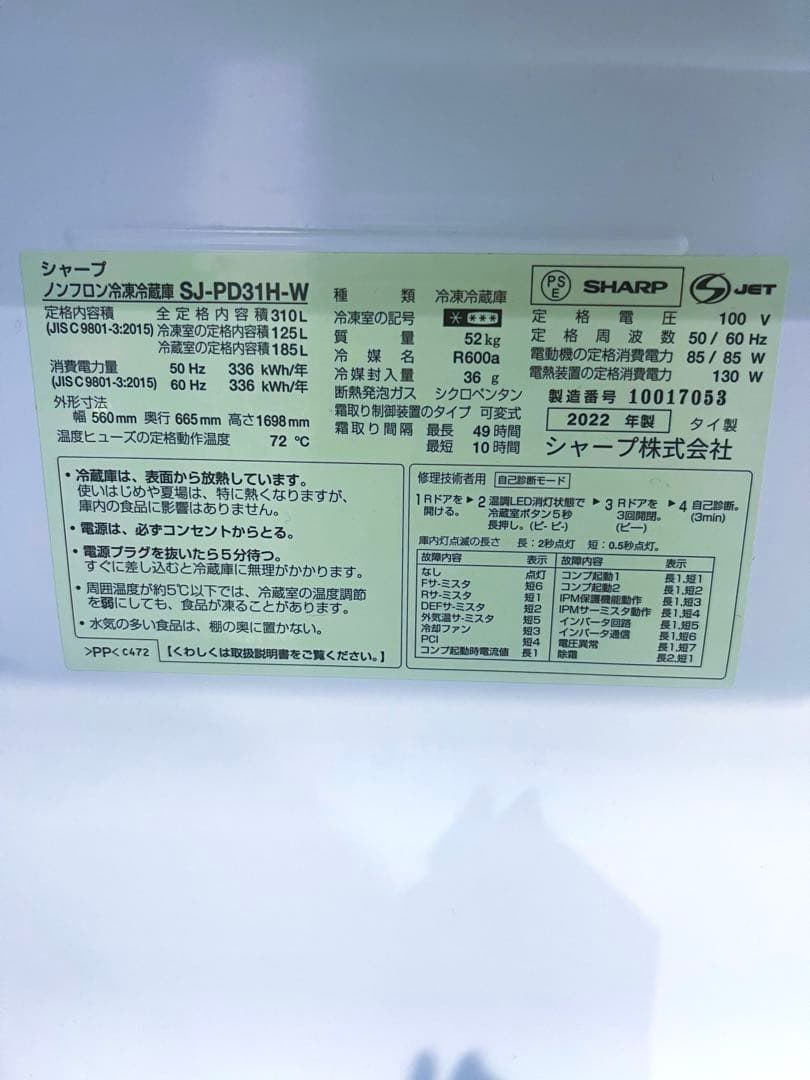 シャープ
ノンフロン冷凍冷蔵庫 SJ-PD31H-W
定格内容積 全定格内容積 310L
(JIS C 9801-3:2015) 冷凍室の定格内容積 125L
冷蔵室の定格内容積 185L
消費電力量 50 Hz 336 kWh/年
(JIS C 9801-3:2015) 60 Hz 336 kWh/年
外形寸法
幅 560mm 奥行 665mm 高さ 1698mm
温度ヒューズの定格動作温度 72 ℃
種類 冷凍冷蔵庫
冷凍室の記号 * ***
質量 52kg
冷媒名 R600a
冷媒封入量 36 g
断熱発泡ガス シクロペンタン
霜取り制御装置のタイプ 可変式
霜取り間隔 最長 49時間
最短 10時間
PSE SHARP S JET
定格電圧 100 V
定格周波数 50 / 60 Hz
電動機の定格消費電力 85 / 85 W
電熱装置の定格消費電力 130 W
製造番号 10017053
2022 年製 タイ製
シャープ株式会社
・冷蔵庫は、表面から放熱しています。
使いはじめや夏場は、特に熱くなりますが、
庫内の食品に影響はありません。
・電源は、必ずコンセントからとる。
・電源プラグを抜いたら5分待つ。
すぐに差し込むと冷蔵庫に無理がかかります。
・周囲温度が約5℃以下では、冷蔵室の温度調節
を弱にしても、食品が凍ることがあります。
・水気の多い食品は、棚の奥に置かない。
>PP< C472 【くわしくは取扱説明書をご覧ください。】
修理技術者用 自己診断モード
1 Rドアを開ける。 ▶ 2 温調LED消灯状態で冷蔵室ボタン5秒長押し。(ピーピー) ▶ 3 Rドアを3回開閉。(ピー) ▶ 4 自己診断。(3min)
庫内灯点滅の長さ 長:2秒点灯 短:0.5秒点灯。
故障内容 表示
なし 点灯
Fサーミスタ 短6
Rサーミスタ 短1
DEFサーミスタ 短2
外気温サーミスタ 短5
冷却ファン 短3
PCI 短4
コンプ起動時電流値 長1
故障内容 表示
コンプ起動1 長1,短1
コンプ起動2 長1,短2
IPM保護機能動作 長1,短3
IPMサーミスタ動作 長1,短4
インバータ回路 長1,短5
インバータ通信 長1,短6
電圧異常 長1,短7
除霜 長2,短1